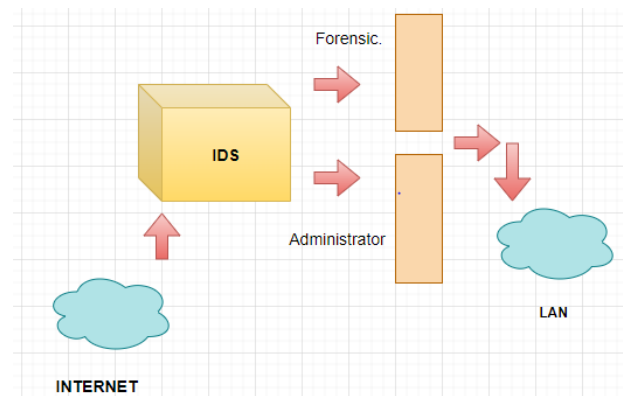 Forensic.
IDS
Administrator
LAN
INTERNET